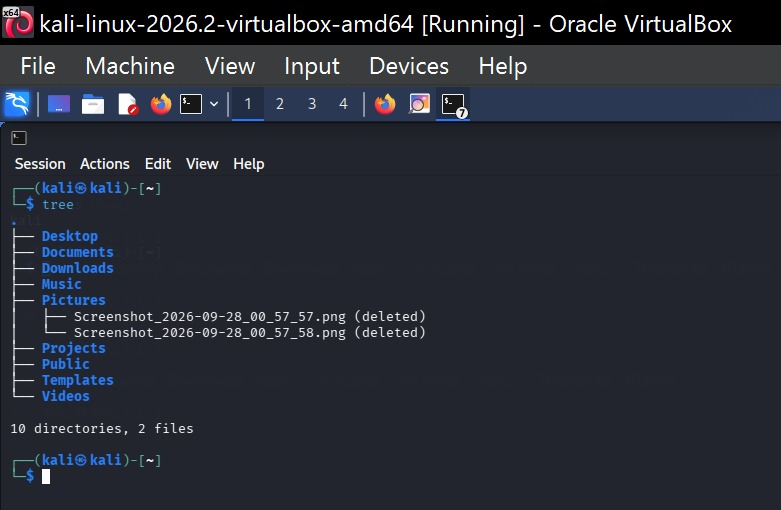 x64
kali-linux-2026.2-virtualbox-amd64 [Running] - Oracle VirtualBox
File Machine View Input Devices Help
$_ 1 2 3 4 $_ 7
$_
Session Actions Edit View Help
┌──(kali㉿kali)-[~]
└─$ tree
.
├── Desktop
├── Documents
├── Downloads
├── Music
├── Pictures
│   ├── Screenshot_2026-09-28_00_57_57.png (deleted)
│   └── Screenshot_2026-09-28_00_57_58.png (deleted)
├── Projects
├── Public
├── Templates
└── Videos
10 directories, 2 files
┌──(kali㉿kali)-[~]
└─$